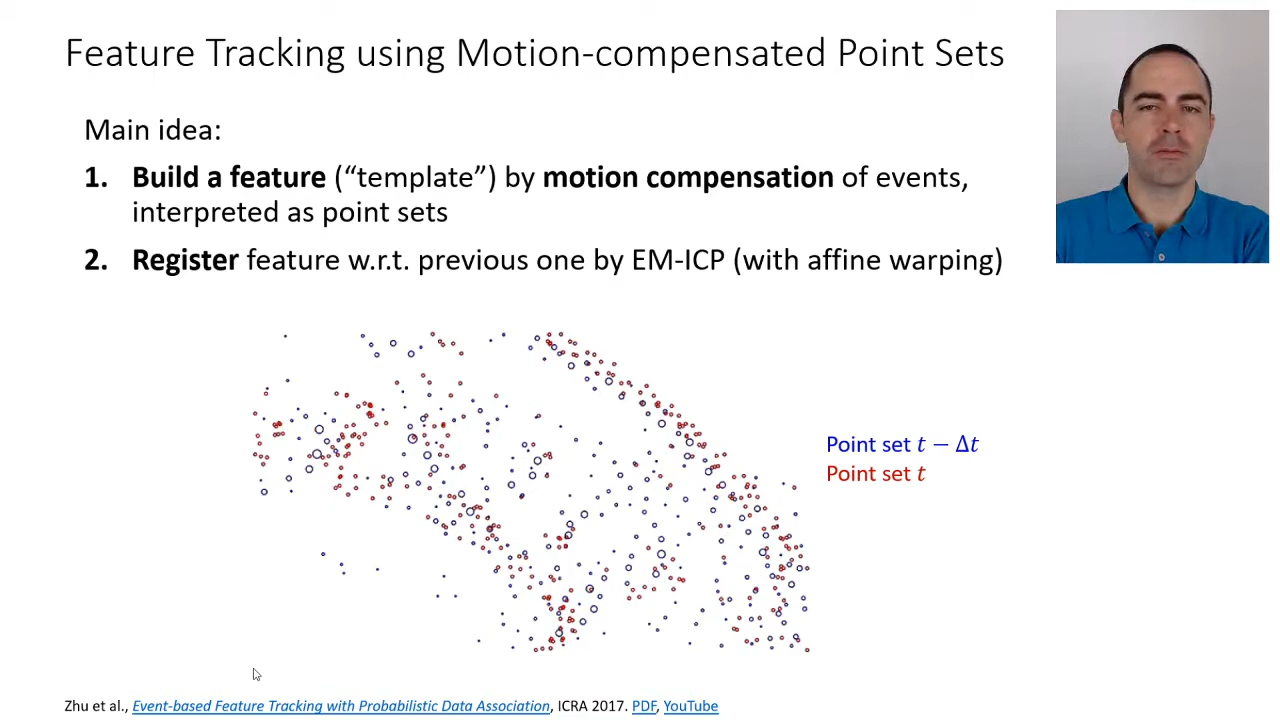 Feature Tracking using Motion-compensated Point Sets
Main idea:
1. Build a feature (“template”) by motion compensation of events,
interpreted as point sets
2. Register feature w.r.t. previous one by EM-ICP (with affine warping)
Point set t − Δt
Point set t
Zhu et al., Event-based Feature Tracking with Probabilistic Data Association, ICRA 2017. PDF, YouTube